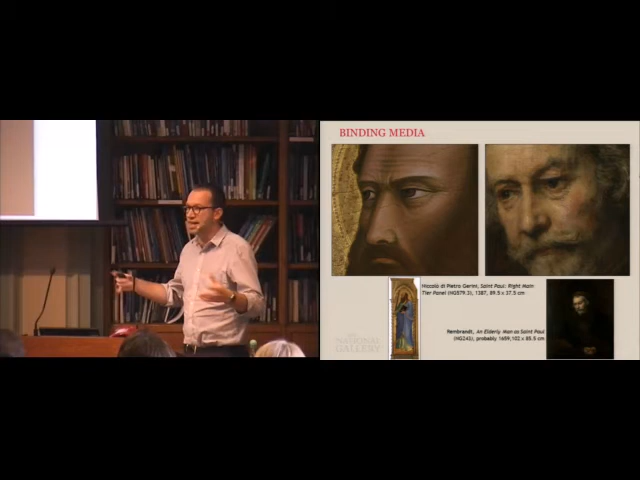 BINDING MEDIA
Niccolò di Pietro Gerini, Saint Paul: Right Main
Tier Panel (NG579.3), 1387, 89.5 x 37.5 cm
Rembrandt, An Elderly Man as Saint Paul
(NG243), probably 1659, 102 x 85.5 cm
NATIONAL
GALLERY